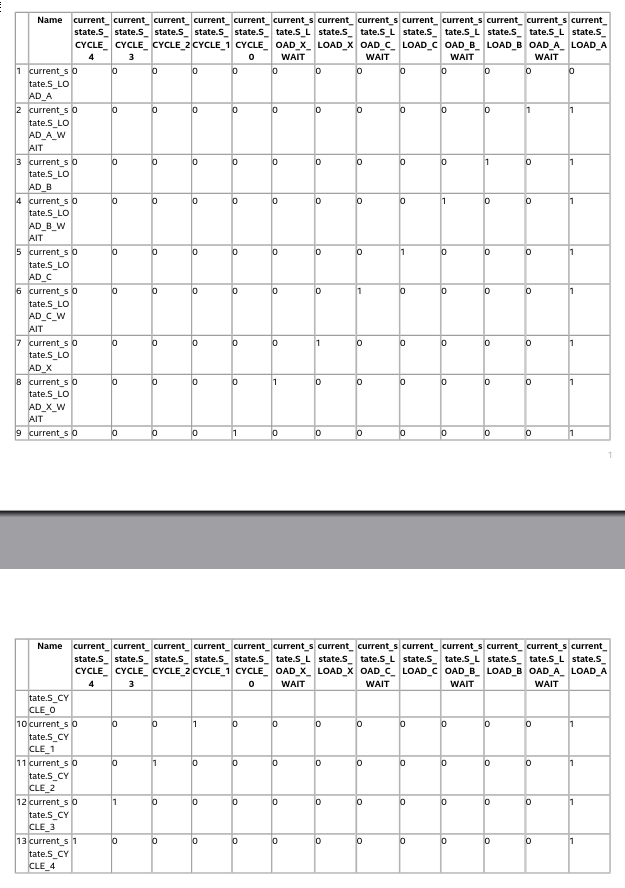 Name current_state.S_CYCLE_4 current_state.S_CYCLE_3 current_state.S_CYCLE_2 current_state.S_CYCLE_1 current_state.S_CYCLE_0 current_state.S_LOAD_X_WAIT current_state.S_LOAD_X current_state.S_LOAD_C_WAIT current_state.S_LOAD_C current_state.S_LOAD_B_WAIT current_state.S_LOAD_B current_state.S_LOAD_A_WAIT current_state.S_LOAD_A
1 current_state.S_LOAD_A 0 0 0 0 0 0 0 0 0 0 0 0 0
2 current_state.S_LOAD_A_WAIT 0 0 0 0 0 0 0 0 0 0 0 1 1
3 current_state.S_LOAD_B 0 0 0 0 0 0 0 0 0 0 1 0 1
4 current_state.S_LOAD_B_WAIT 0 0 0 0 0 0 0 0 0 1 0 0 1
5 current_state.S_LOAD_C 0 0 0 0 0 0 0 0 1 0 0 0 1
6 current_state.S_LOAD_C_WAIT 0 0 0 0 0 0 0 1 0 0 0 0 1
7 current_state.S_LOAD_X 0 0 0 0 0 0 1 0 0 0 0 0 1
8 current_state.S_LOAD_X_WAIT 0 0 0 0 0 1 0 0 0 0 0 0 1
9 current_s 0 0 0 0 1 0 0 0 0 0 0 0 1
1
Name current_state.S_CYCLE_4 current_state.S_CYCLE_3 current_state.S_CYCLE_2 current_state.S_CYCLE_1 current_state.S_CYCLE_0 current_state.S_LOAD_X_WAIT current_state.S_LOAD_X current_state.S_LOAD_C_WAIT current_state.S_LOAD_C current_state.S_LOAD_B_WAIT current_state.S_LOAD_B current_state.S_LOAD_A_WAIT current_state.S_LOAD_A
tate.S_CYCLE_0
10 current_state.S_CYCLE_1 0 0 0 1 0 0 0 0 0 0 0 0 1
11 current_state.S_CYCLE_2 0 0 1 0 0 0 0 0 0 0 0 0 1
12 current_state.S_CYCLE_3 0 1 0 0 0 0 0 0 0 0 0 0 1
13 current_state.S_CYCLE_4 1 0 0 0 0 0 0 0 0 0 0 0 1